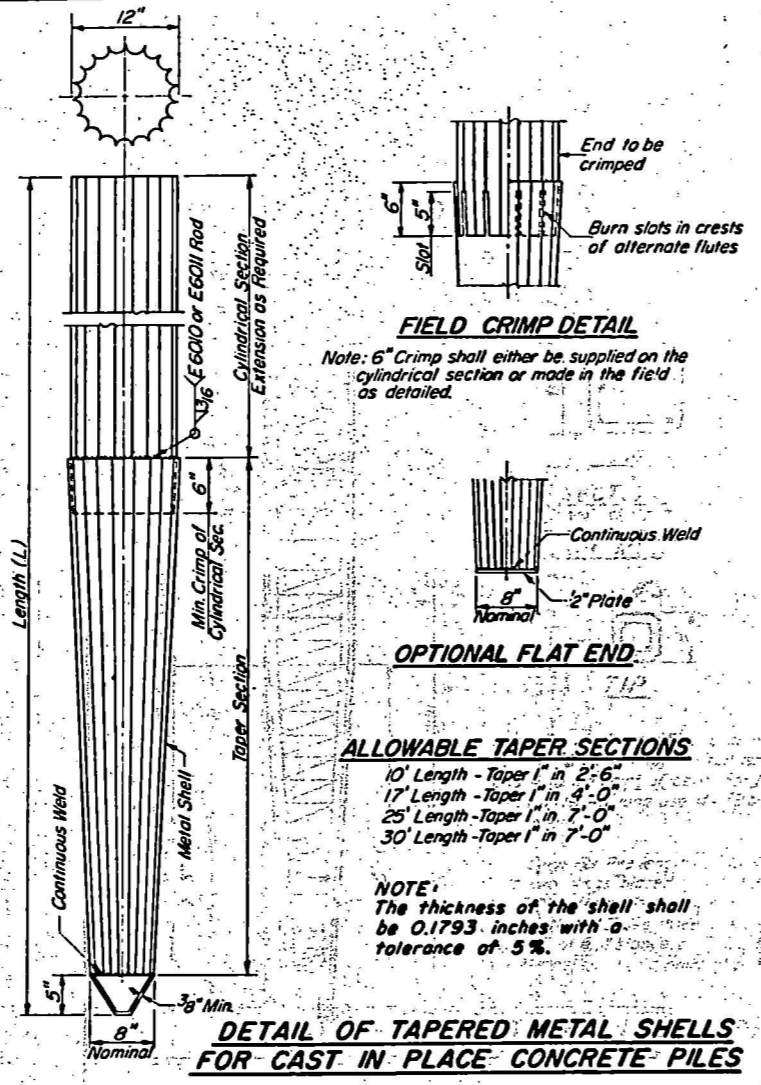 12"
End to be
crimped
6"
5"
Slot
Burn slots in crests
of alternate flutes
FIELD CRIMP DETAIL
Note: 6" Crimp shall either be supplied on the
cylindrical section or made in the field
as detailed.
Cylindrical Section
Extension as Required
E6010 or E6011 Rod
3/16
6"
Min. Crimp of
Cylindrical Sec.
Length (L)
Taper Section
Metal Shell
Continuous Weld
5"
3/8" Min.
8"
Nominal
Continuous Weld
8"
Nominal
Plate
OPTIONAL FLAT END
ALLOWABLE TAPER SECTIONS
10' Length - Taper 1" in 2'-6"
17' Length - Taper 1" in 4'-0"
25' Length - Taper 1" in 7'-0"
30' Length - Taper 1" in 7'-0"
NOTE:
The thickness of the shell shall
be 0.1793 inches with a
tolerance of 5%.
DETAIL OF TAPERED METAL SHELLS
FOR CAST IN PLACE CONCRETE PILES